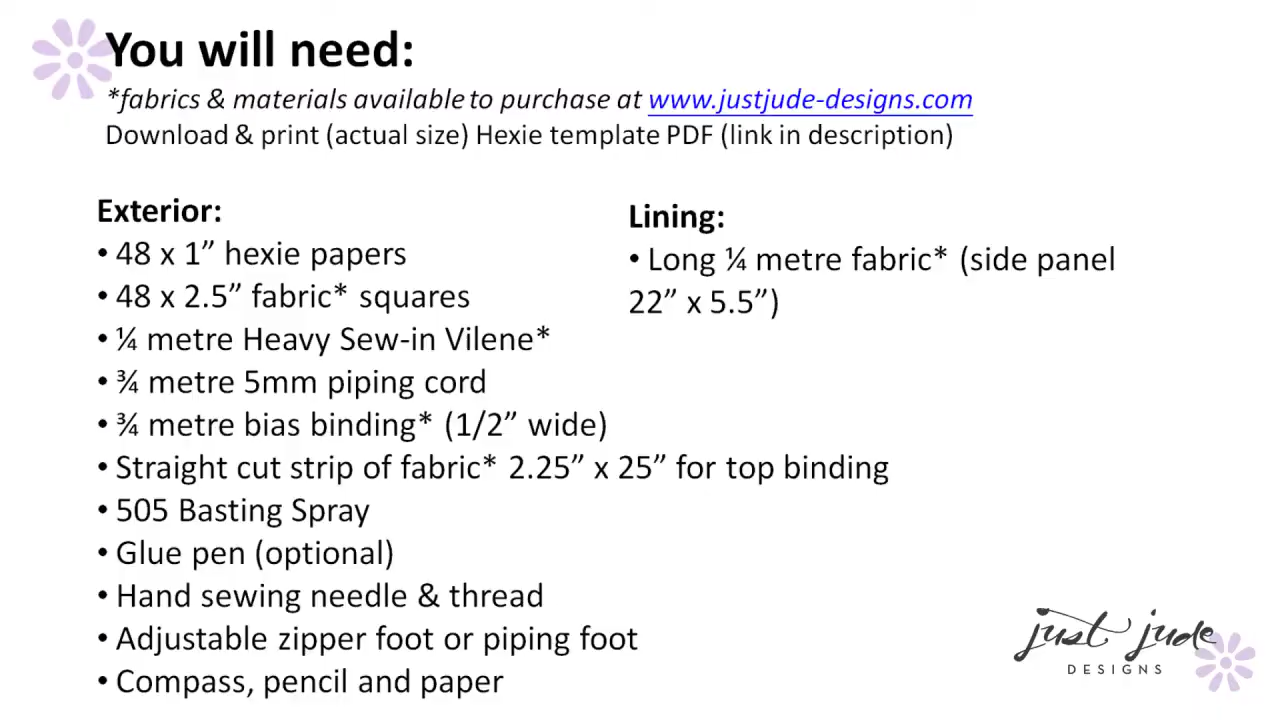 You will need:
*fabrics & materials available to purchase at www.justjude-designs.com
Download & print (actual size) Hexie template PDF (link in description)
Exterior:
• 48 x 1” hexie papers
• 48 x 2.5” fabric* squares
• ¼ metre Heavy Sew-in Vilene*
• ¾ metre 5mm piping cord
• ¾ metre bias binding* (1/2” wide)
• Straight cut strip of fabric* 2.25” x 25” for top binding
• 505 Basting Spray
• Glue pen (optional)
• Hand sewing needle & thread
• Adjustable zipper foot or piping foot
• Compass, pencil and paper
Lining:
• Long ¼ metre fabric* (side panel
22” x 5.5”)
just jude
DESIGNS